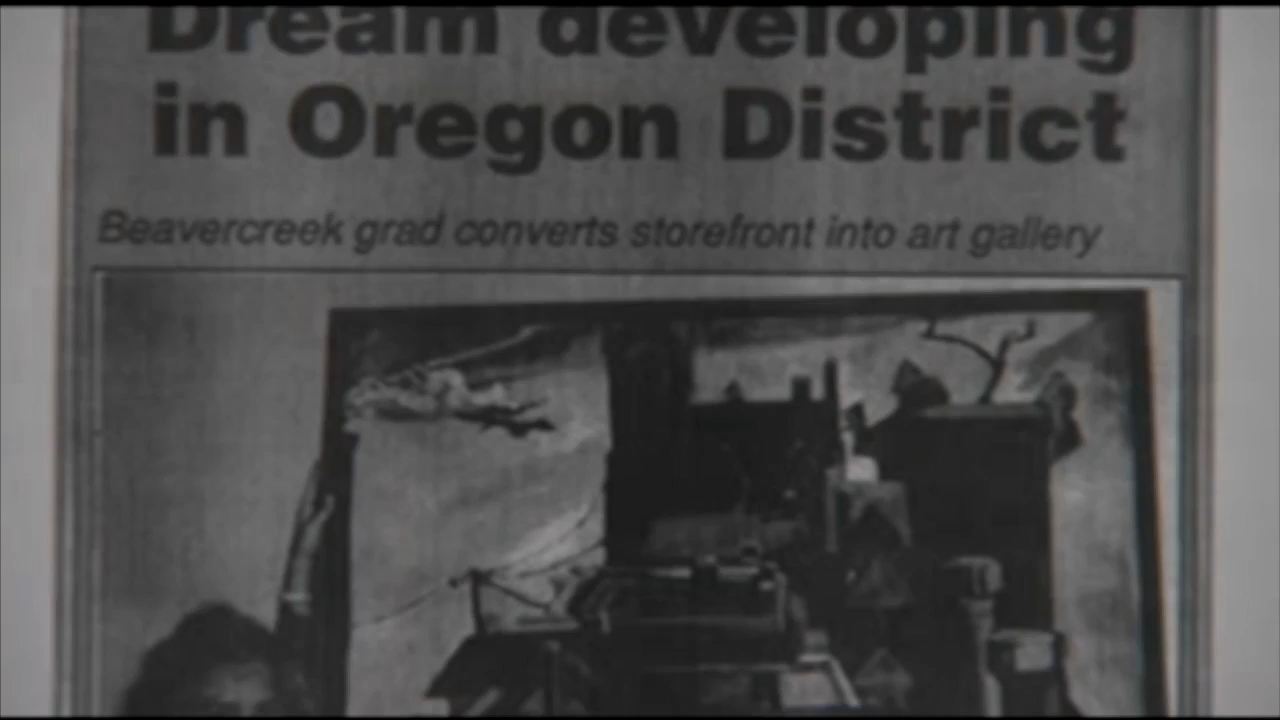 Dream developing
in Oregon District
Beavercreek grad converts storefront into art gallery